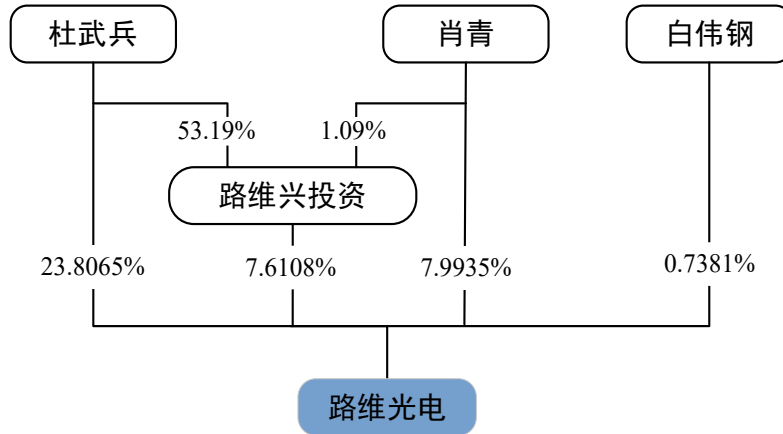 杜武兵
肖青
白伟钢
53.19%
1.09%
路维兴投资
23.8065%
7.6108%
7.9935%
0.7381%
路维光电